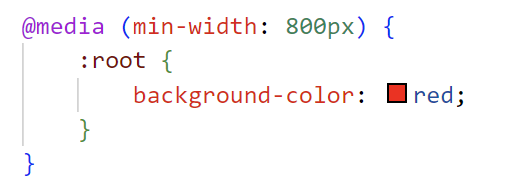 @media (min-width: 800px) {
    :root {
        background-color: red;
    }
}